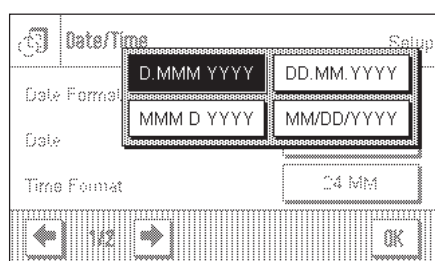 Date/Time Setup
D.MMM YYYY DD.MM.YYYY
Date Format
MMM D YYYY MM/DD/YYYY
Date
Time Format 24 MM
1/2 OK